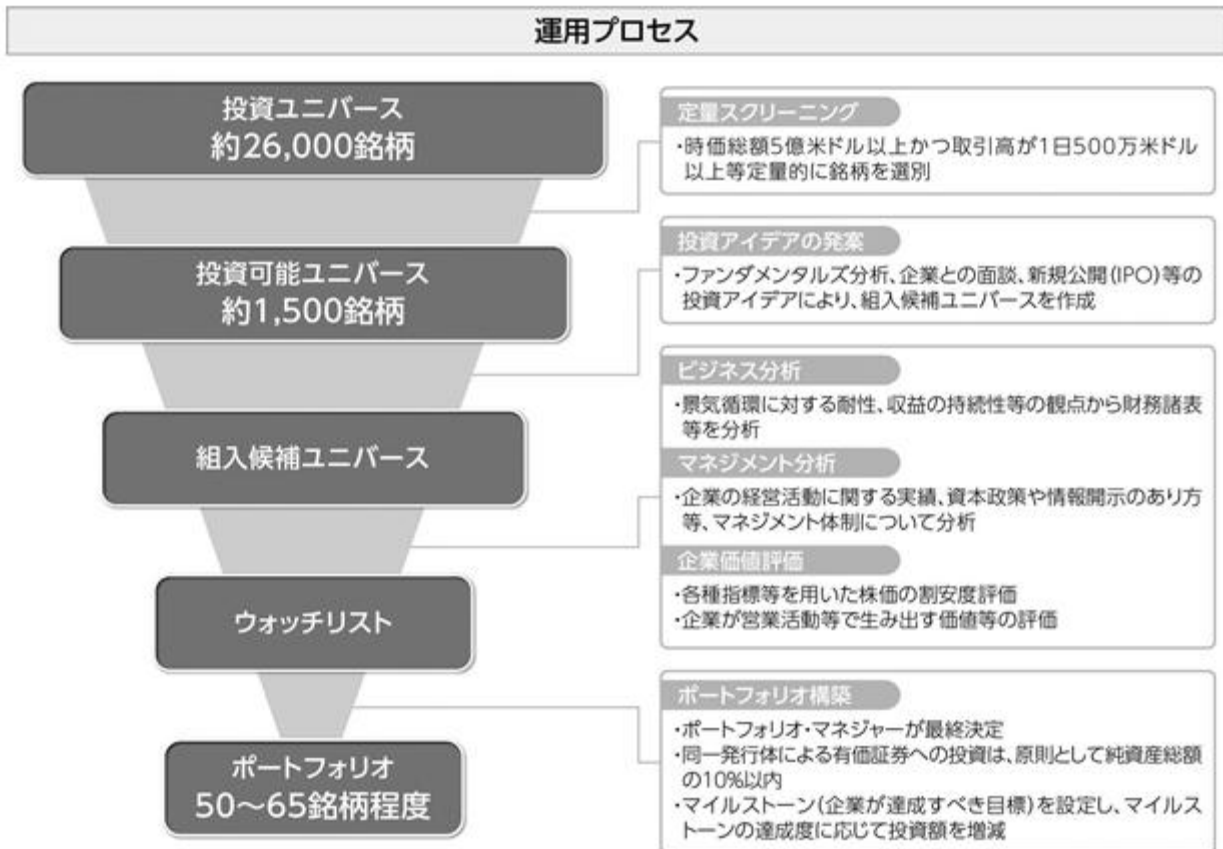 運用プロセス
投資ユニバース
約26,000銘柄
定量スクリーニング
・時価総額5億米ドル以上かつ取引高が1日500万米ドル
以上等定量的に銘柄を選別
投資可能ユニバース
約1,500銘柄
投資アイデアの発案
・ファンダメンタルズ分析、企業との面談、新規公開(IPO)等の
投資アイデアにより、組入候補ユニバースを作成
組入候補ユニバース
ビジネス分析
・景気循環に対する耐性、収益の持続性等の観点から財務諸表
等を分析
マネジメント分析
・企業の経営活動に関する実績、資本政策や情報開示のあり方
等、マネジメント体制について分析
企業価値評価
・各種指標等を用いた株価の割安度評価
・企業が営業活動等で生み出す価値等の評価
ウォッチリスト
ポートフォリオ構築
・ポートフォリオ・マネジャーが最終決定
・同一発行体による有価証券への投資は、原則として純資産総額
の10%以内
・マイルストーン(企業が達成すべき目標)を設定し、マイルス
トーンの達成度に応じて投資額を増減
ポートフォリオ
50～65銘柄程度